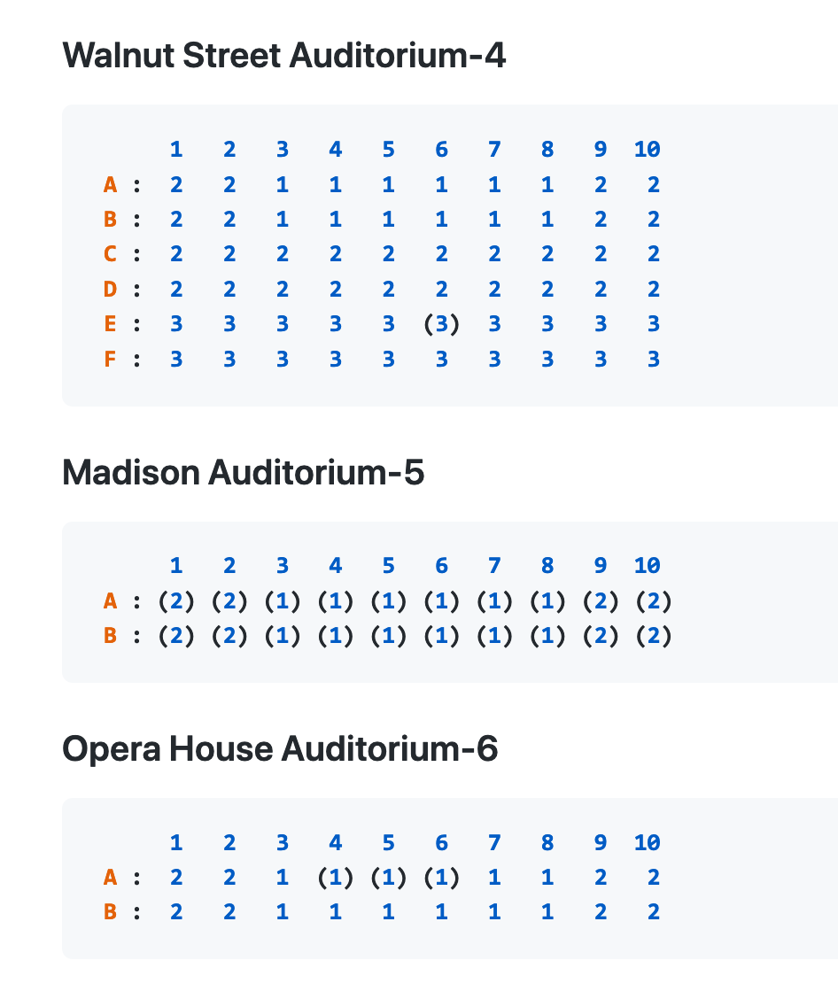 Walnut Street Auditorium-4
1 2 3 4 5 6 7 8 9 10
A : 2 2 1 1 1 1 1 1 2 2
B : 2 2 1 1 1 1 1 1 2 2
C : 2 2 2 2 2 2 2 2 2 2
D : 2 2 2 2 2 2 2 2 2 2
E : 3 3 3 3 3 (3) 3 3 3 3
F : 3 3 3 3 3 3 3 3 3 3
Madison Auditorium-5
1 2 3 4 5 6 7 8 9 10
A : (2) (2) (1) (1) (1) (1) (1) (1) (2) (2)
B : (2) (2) (1) (1) (1) (1) (1) (1) (2) (2)
Opera House Auditorium-6
1 2 3 4 5 6 7 8 9 10
A : 2 2 1 (1) (1) (1) 1 1 2 2
B : 2 2 1 1 1 1 1 1 2 2